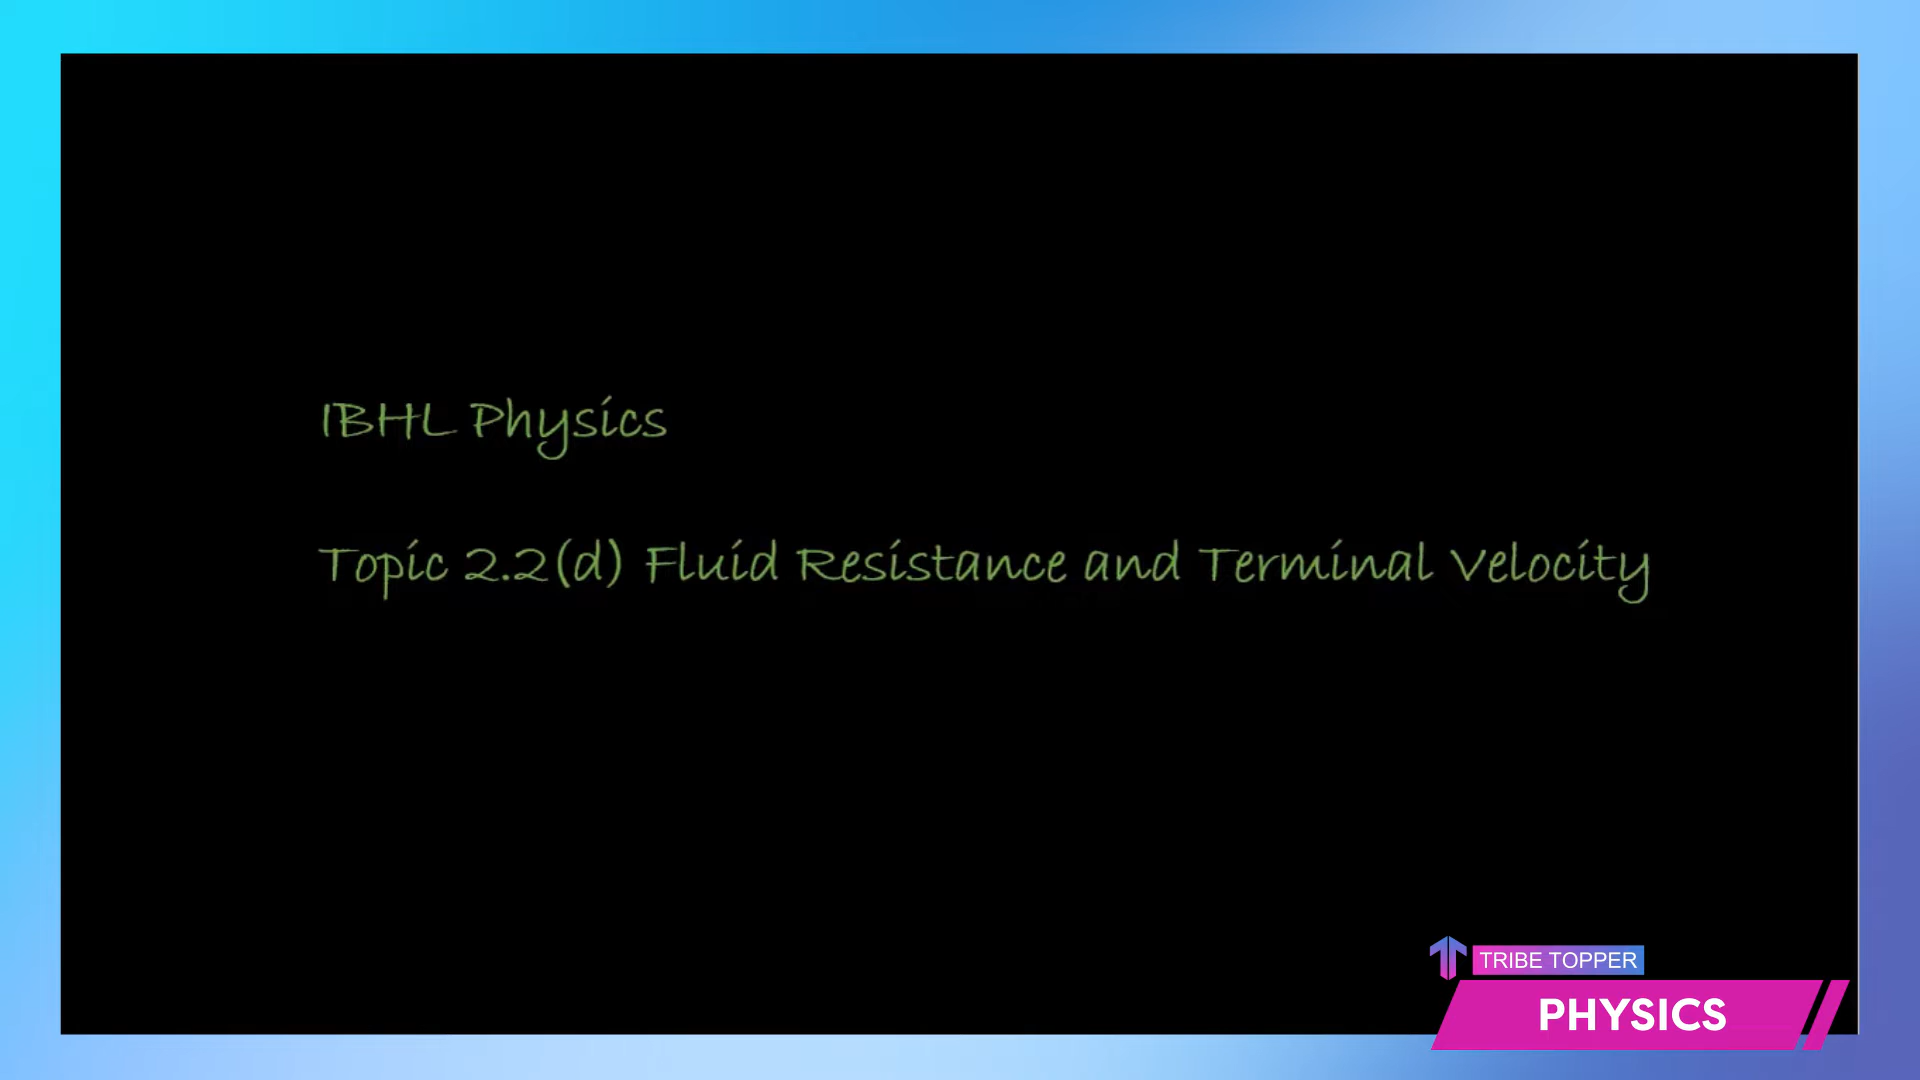 IBHL Physics
Topic 2.2(d) Fluid Resistance and Terminal Velocity
TRIBE TOPPER
PHYSICS